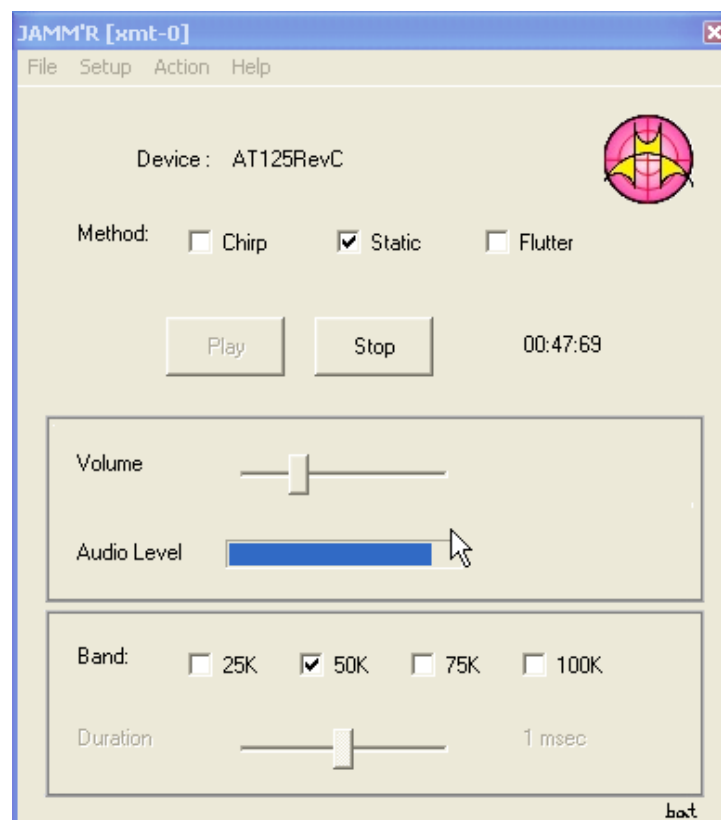 JAMM'R [xmt-0]
File Setup Action Help
Device : AT125RevC
Method: Chirp Static Flutter
Play Stop 00:47:69
Volume
Audio Level
Band: 25K 50K 75K 100K
Duration 1 msec
bat